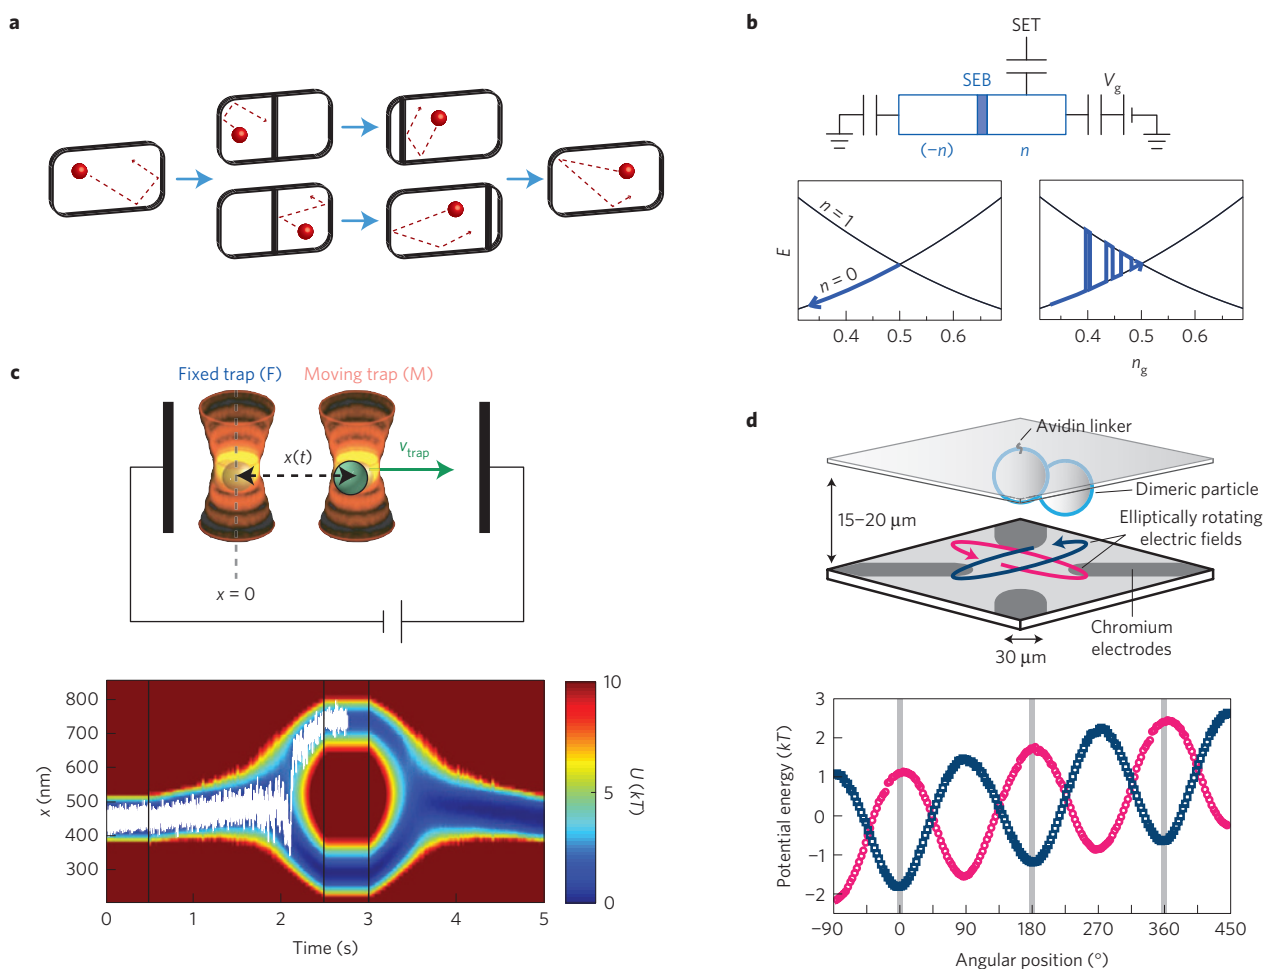 a
b
SET
SEB
Vg
(−n)
n
E
n = 1
n = 0
0.4
0.5
0.6
0.4
0.5
0.6
ng
c
Fixed trap (F)
Moving trap (M)
x(t)
vtrap
x = 0
x (nm)
800
700
600
500
400
300
0
1
2
3
4
5
Time (s)
10
5
0
U (kT)
d
Avidin linker
Dimeric particle
15–20 µm
Elliptically rotating
electric fields
Chromium
electrodes
30 µm
Potential energy (kT)
3
2
1
0
−1
−2
−90
0
90
180
270
360
450
Angular position (°)